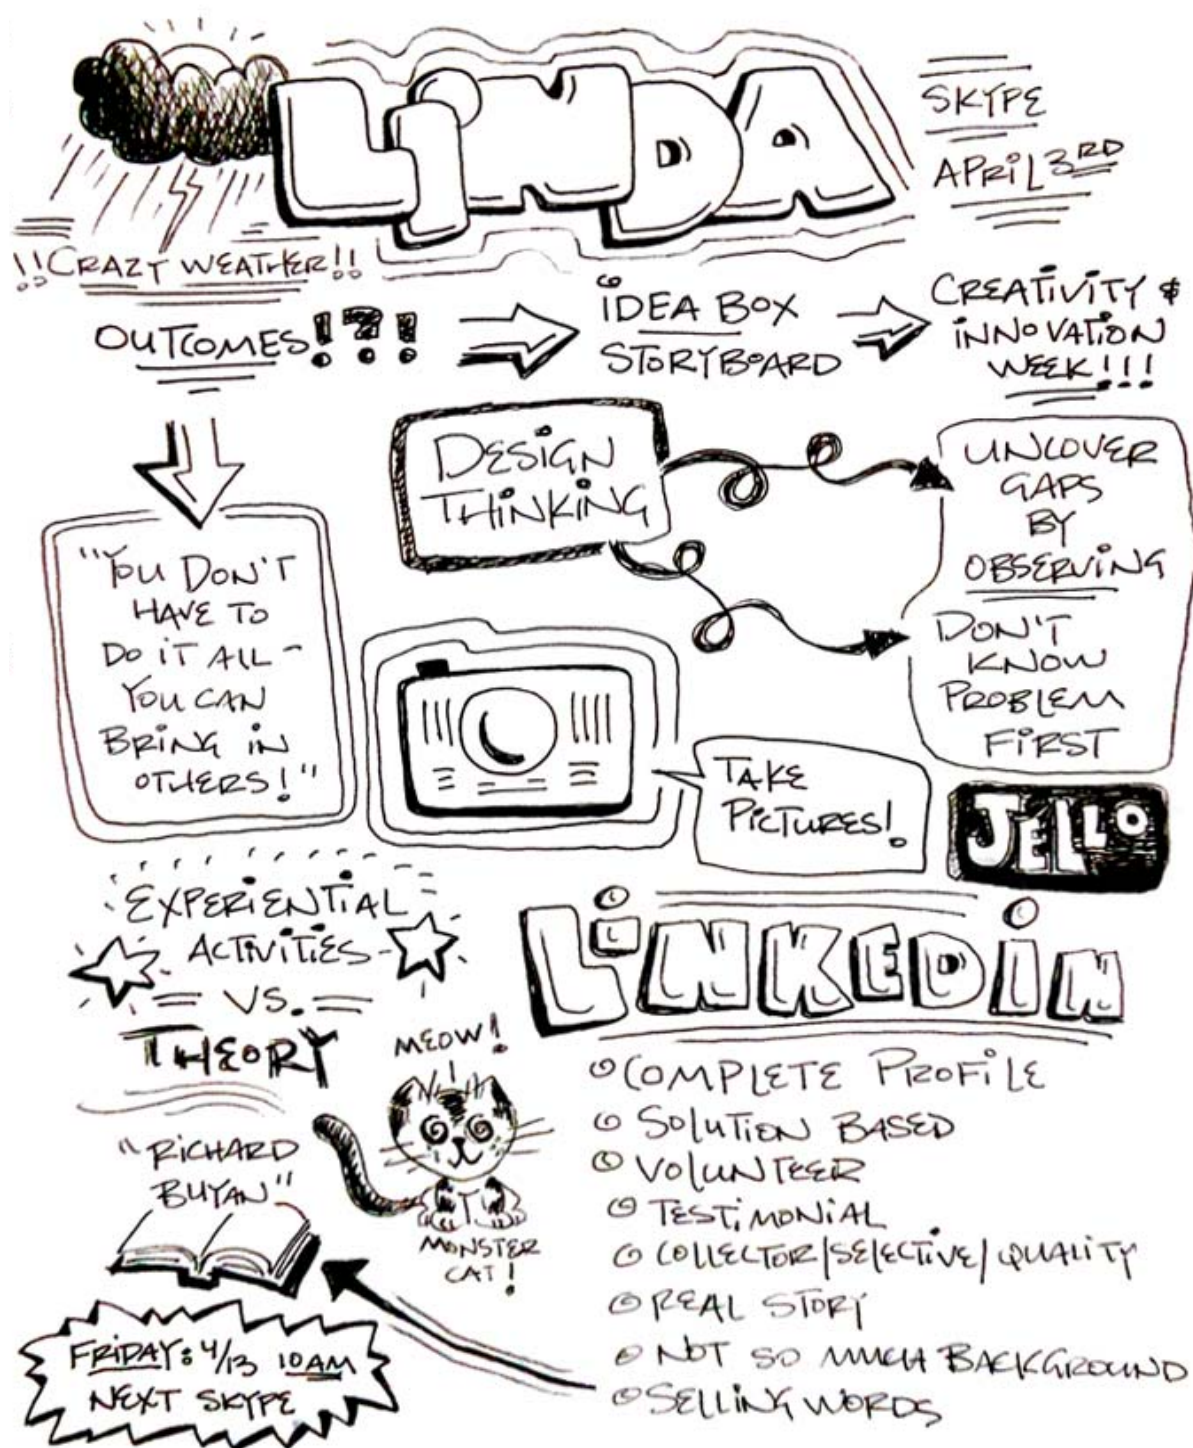 LiNDA
SKYPE
APRIL 3RD
!!CRAZY WEATHER!!
OUTCOMES!?!
IDEA BOX
STORYBOARD
CREATIVITY &
INNOVATION
WEEK!!!
DESIGN
THINKING
UNCOVER
GAPS
BY
OBSERVING
DON'T
KNOW
PROBLEM
FIRST
"YOU DON'T
HAVE TO
DO IT ALL -
YOU CAN
BRING IN
OTHERS!"
TAKE
PICTURES!
JELLO
EXPERIENTIAL
ACTIVITIES
VS.
THEORY
MEOW!
MONSTER
CAT!
"RICHARD
BUYAN"
FRIDAY: 4/13 10AM
NEXT SKYPE
LiNKEDiN
COMPLETE PROFILE
SOLUTION BASED
VOLUNTEER
TESTIMONIAL
COLLECTOR/SELECTIVE/QUALITY
REAL STORY
NOT SO MUCH BACKGROUND
SELLING WORDS